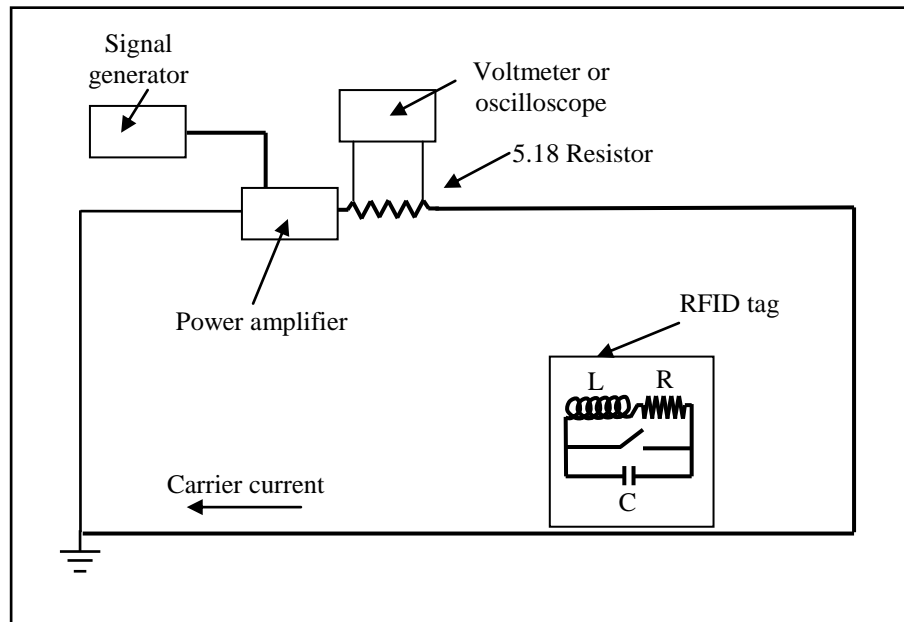 Signal
generator
Voltmeter or
oscilloscope
5.18 Resistor
Power amplifier
RFID tag
L R
C
Carrier current